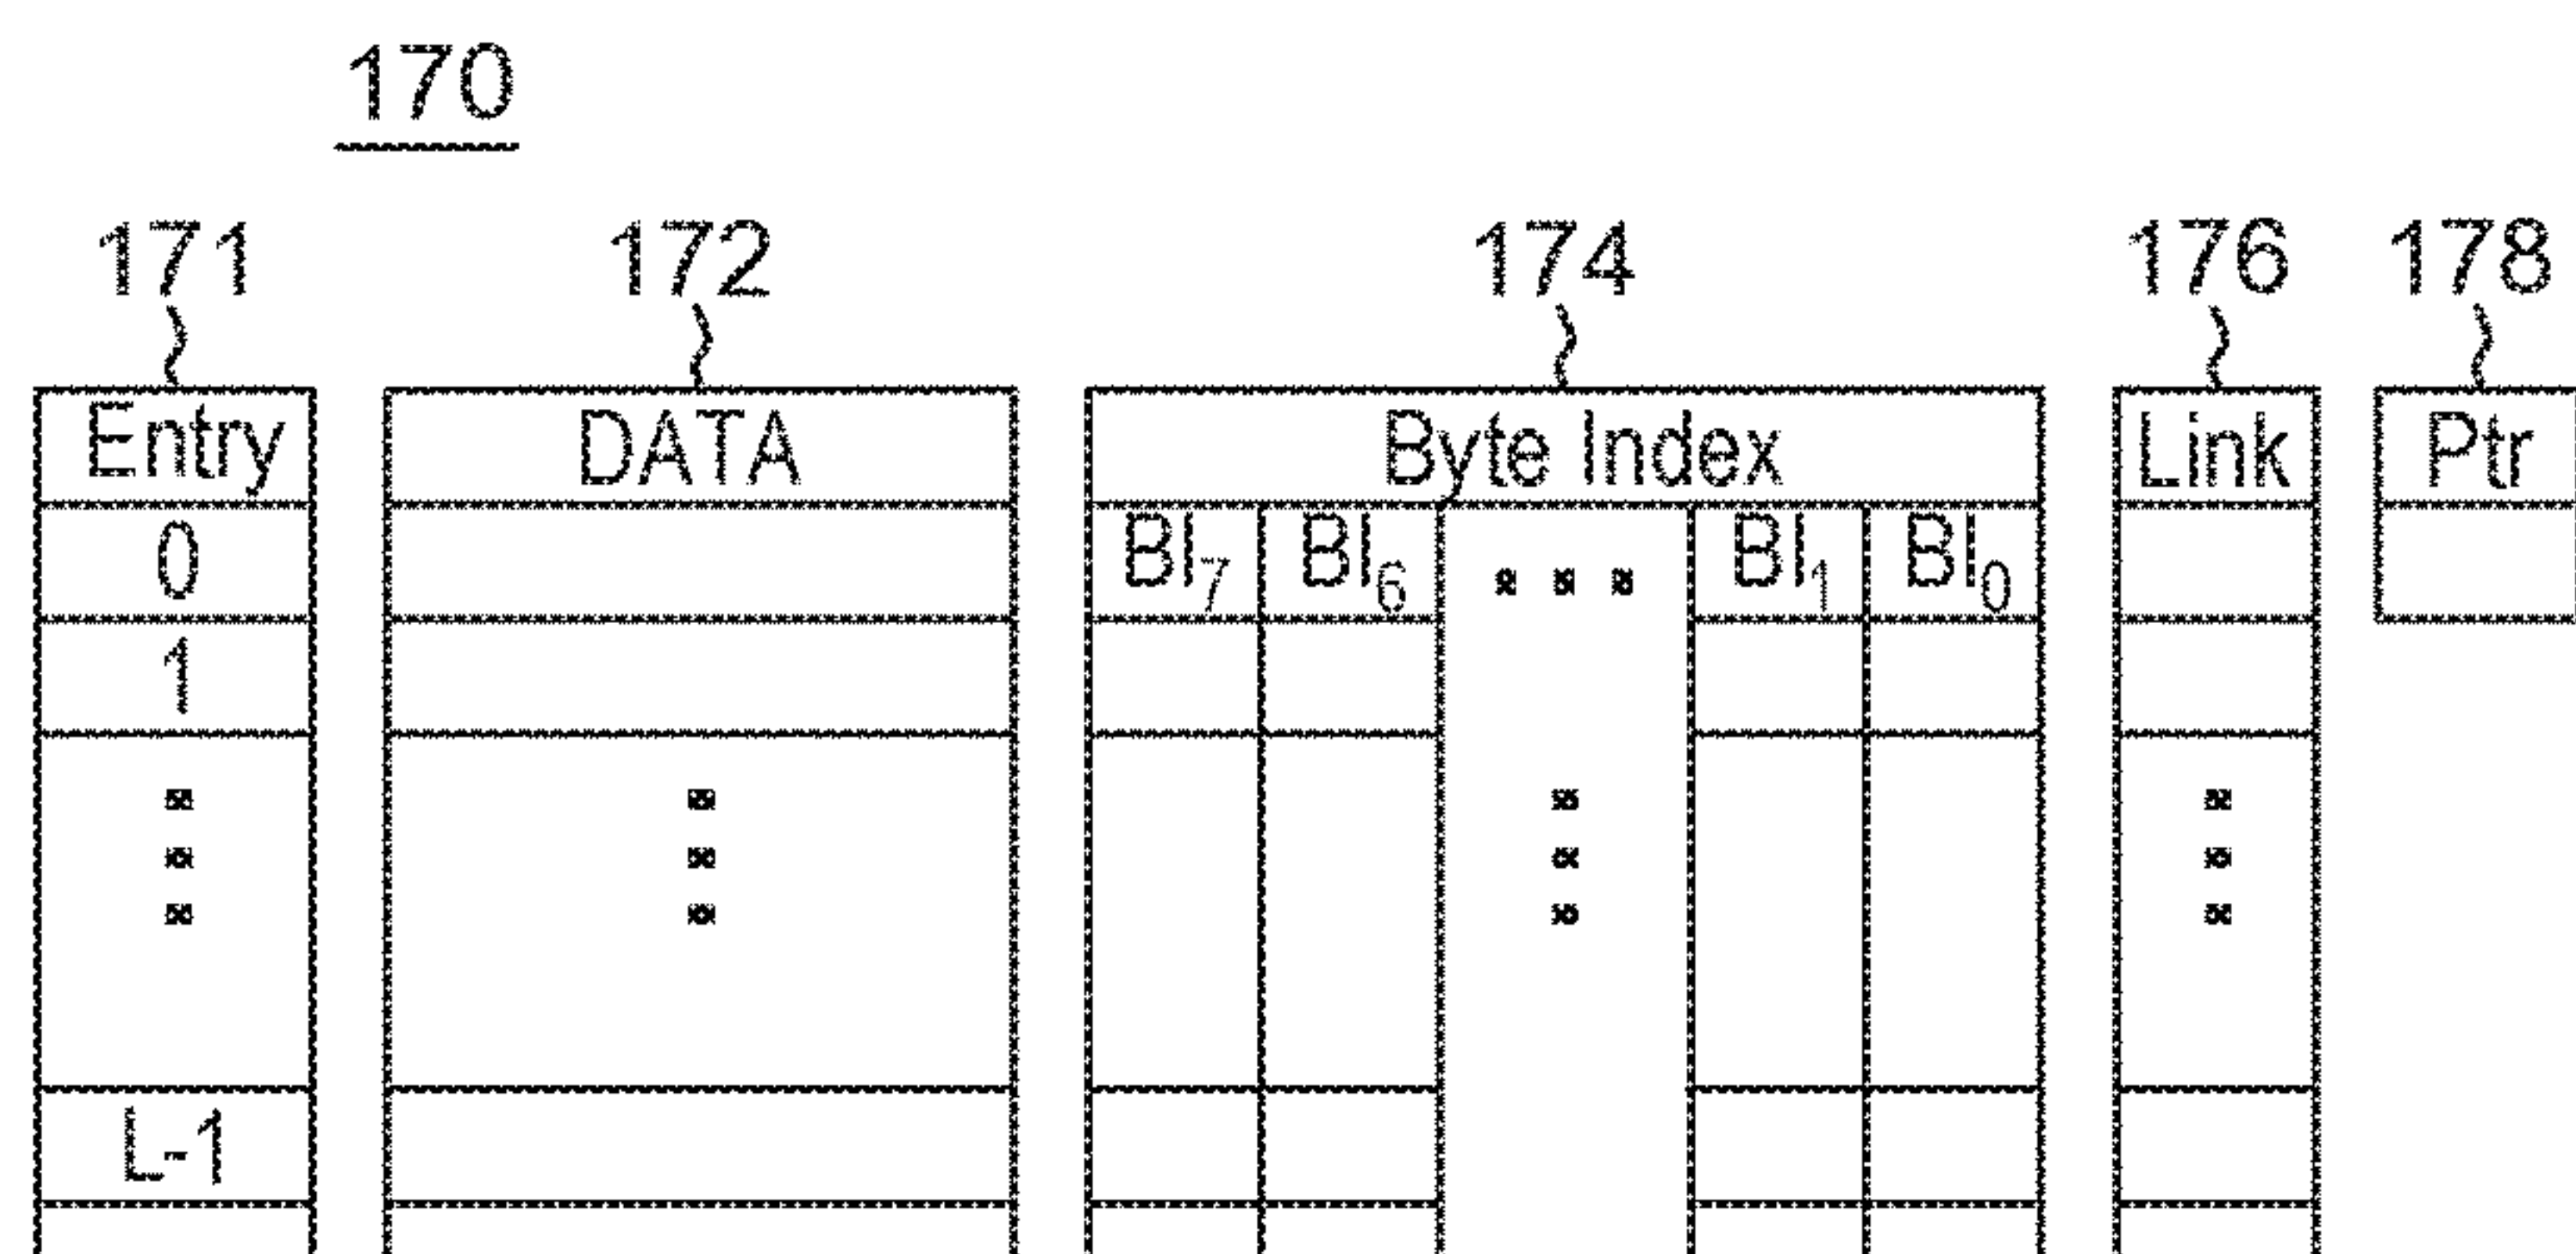 170
171 172 174 176 178
Entry DATA Byte Index Link Ptr
0 BI7 BI6 ... BI1 BI0
1
L-1